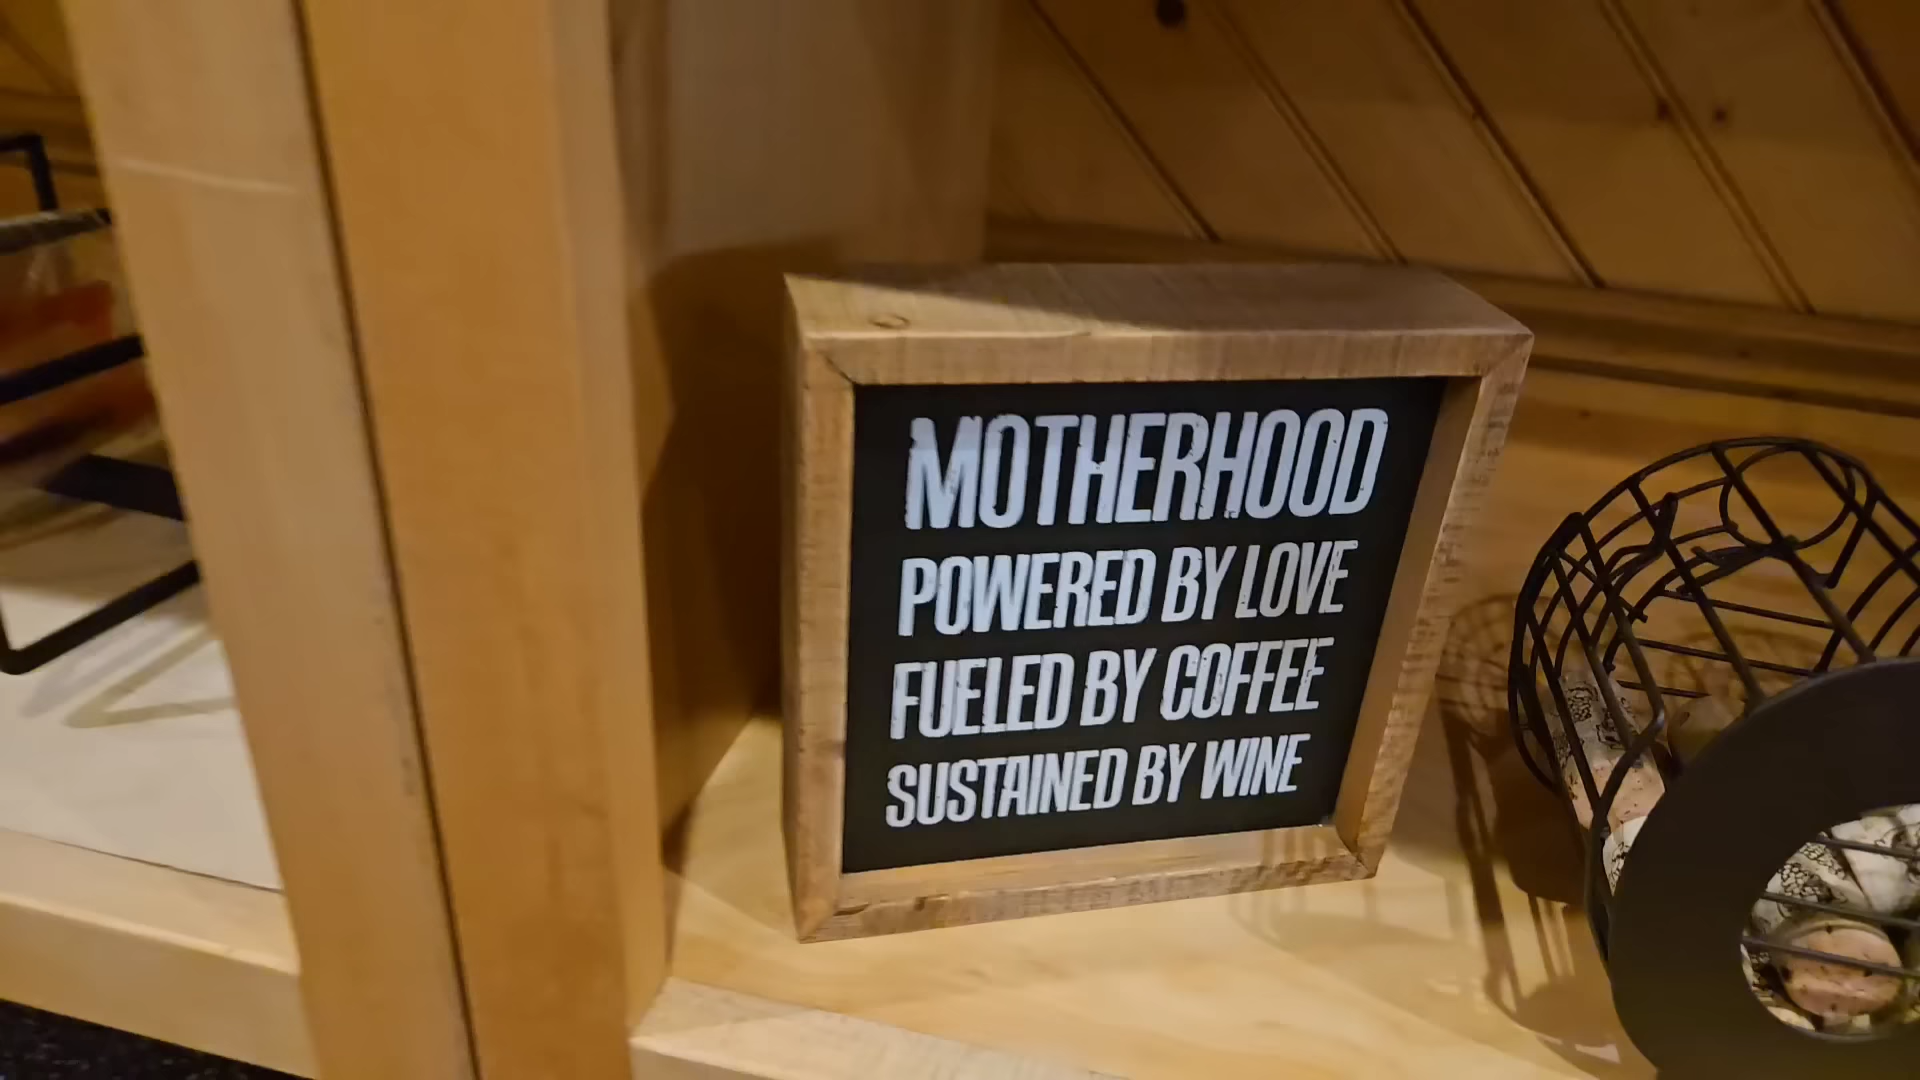 MOTHERHOOD
POWERED BY LOVE
FUELED BY COFFEE
SUSTAINED BY WINE